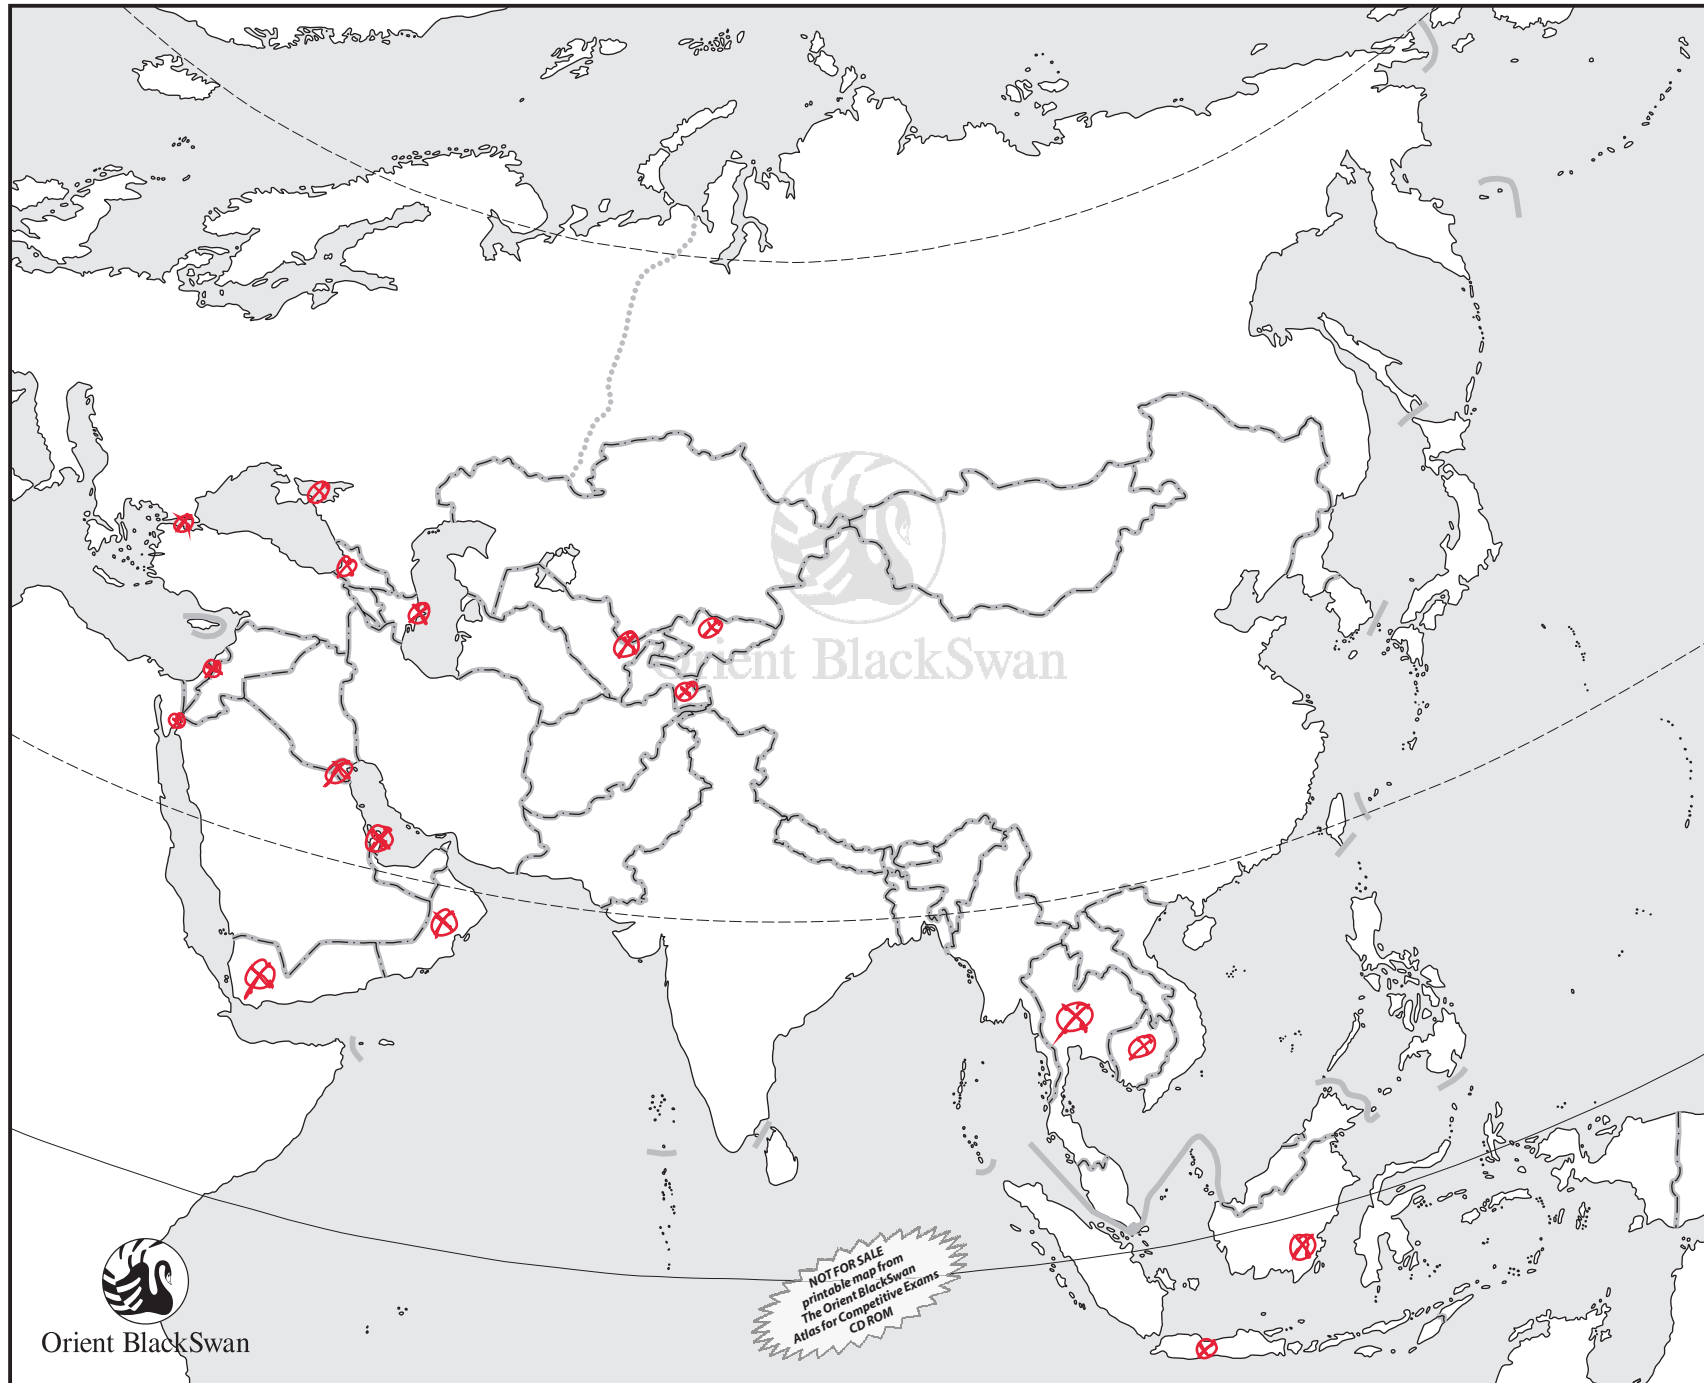 Orient BlackSwan
NOT FOR SALE
printable map from
The Orient BlackSwan
Atlas for Competitive Exams
CD ROM
Orient BlackSwan